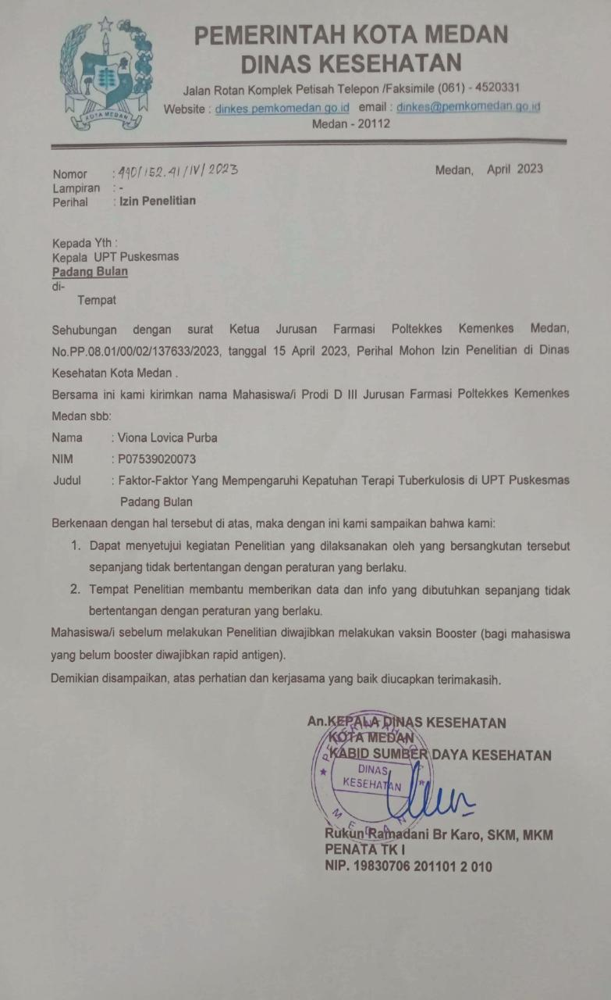 PEMERINTAH KOTA MEDAN
DINAS KESEHATAN
Jalan Rotan Komplek Petisah Telepon /Faksimile (061) - 4520331
Website : dinkes.pemkomedan.go.id email : dinkes@pemkomedan.go.id
Medan - 20112
KOTA MEDAN
Nomor : 440/152.41/IV/2023
Medan, April 2023
Lampiran : -
Perihal : Izin Penelitian
Kepada Yth :
Kepala UPT Puskesmas
Padang Bulan
di-
Tempat
Sehubungan dengan surat Ketua Jurusan Farmasi Poltekkes Kemenkes Medan,
No.PP.08.01/00/02/137633/2023, tanggal 15 April 2023, Perihal Mohon Izin Penelitian di Dinas
Kesehatan Kota Medan .
Bersama ini kami kirimkan nama Mahasiswa/i Prodi D III Jurusan Farmasi Poltekkes Kemenkes
Medan sbb:
Nama : Viona Lovica Purba
NIM : P07539020073
Judul : Faktor-Faktor Yang Mempengaruhi Kepatuhan Terapi Tuberkulosis di UPT Puskesmas
Padang Bulan
Berkenaan dengan hal tersebut di atas, maka dengan ini kami sampaikan bahwa kami:
1. Dapat menyetujui kegiatan Penelitian yang dilaksanakan oleh yang bersangkutan tersebut
sepanjang tidak bertentangan dengan peraturan yang berlaku.
2. Tempat Penelitian membantu memberikan data dan info yang dibutuhkan sepanjang tidak
bertentangan dengan peraturan yang berlaku.
Mahasiswa/i sebelum melakukan Penelitian diwajibkan melakukan vaksin Booster (bagi mahasiswa
yang belum booster diwajibkan rapid antigen).
Demikian disampaikan, atas perhatian dan kerjasama yang baik diucapkan terimakasih.
An.KEPALA DINAS KESEHATAN
KOTA MEDAN
KABID SUMBER DAYA KESEHATAN
DINAS
KESEHATAN
MEDAN
Rukun Ramadani Br Karo, SKM, MKM
PENATA TK I
NIP. 19830706 201101 2 010